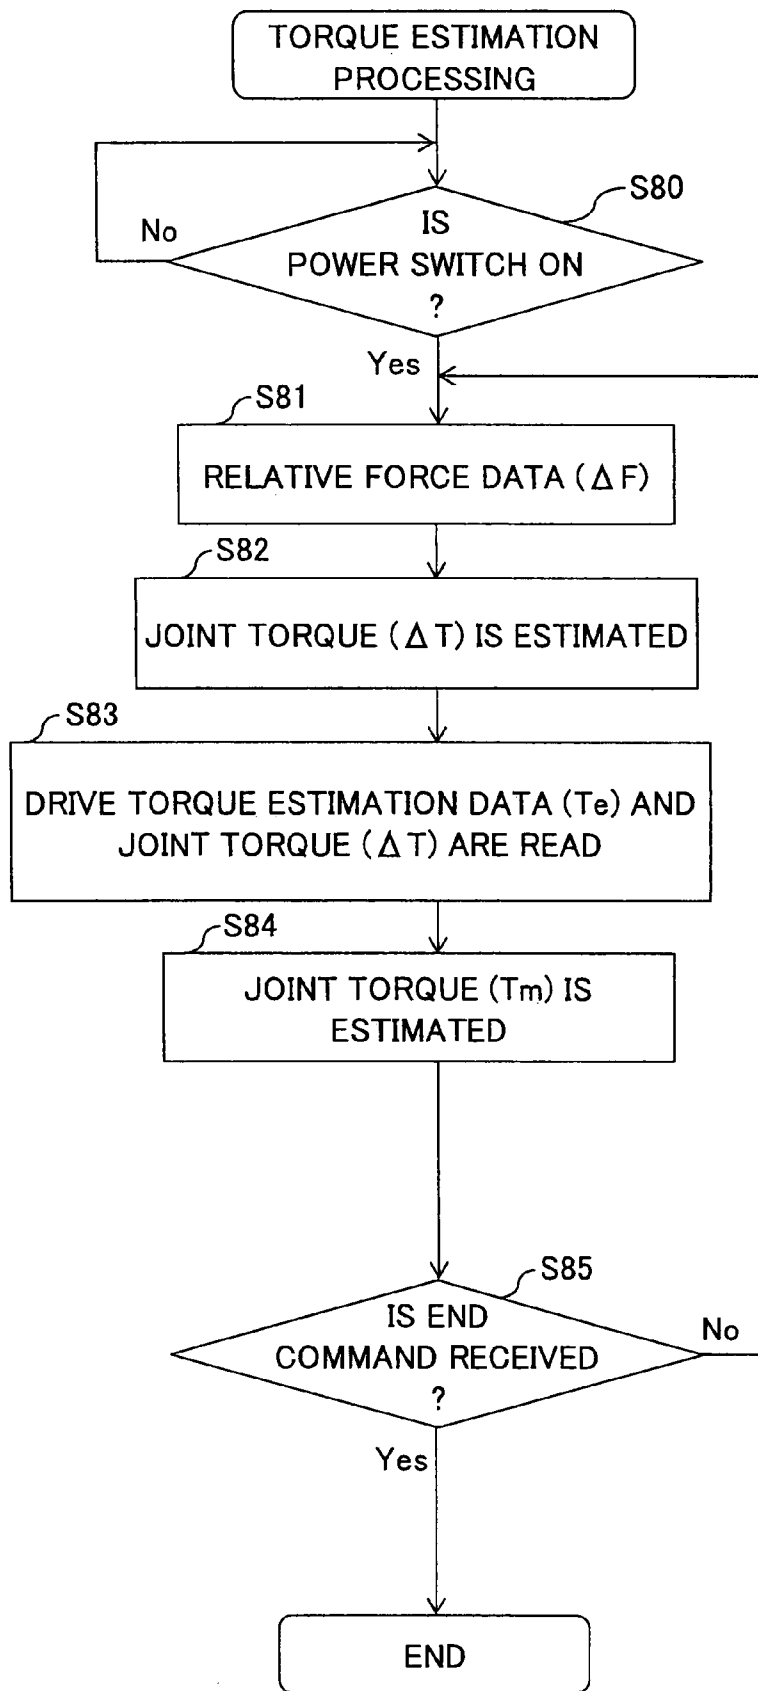 TORQUE ESTIMATION
PROCESSING
S80
IS
POWER SWITCH ON
?
No
Yes
S81
RELATIVE FORCE DATA (ΔF)
S82
JOINT TORQUE (ΔT) IS ESTIMATED
S83
DRIVE TORQUE ESTIMATION DATA (Te) AND
JOINT TORQUE (ΔT) ARE READ
S84
JOINT TORQUE (Tm) IS
ESTIMATED
S85
IS END
COMMAND RECEIVED
?
No
Yes
END